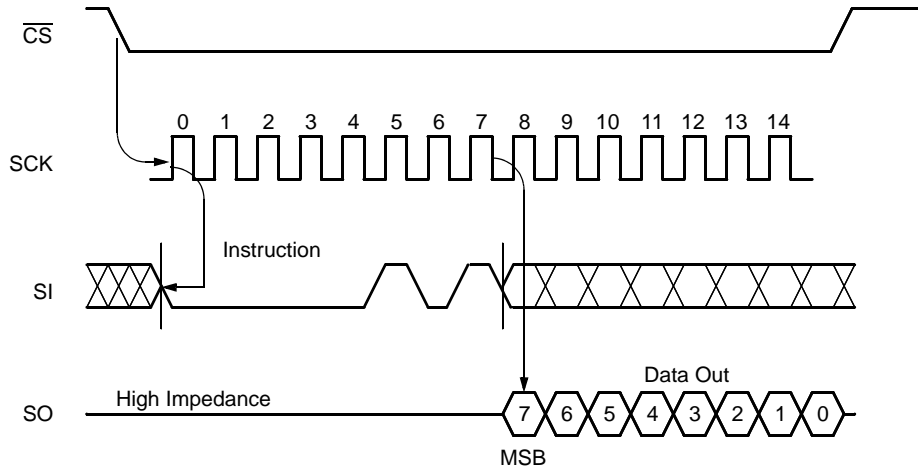 C̅S̅
0 1 2 3 4 5 6 7 8 9 10 11 12 13 14
SCK
Instruction
SI
Data Out
High Impedance
SO
7 6 5 4 3 2 1 0
MSB